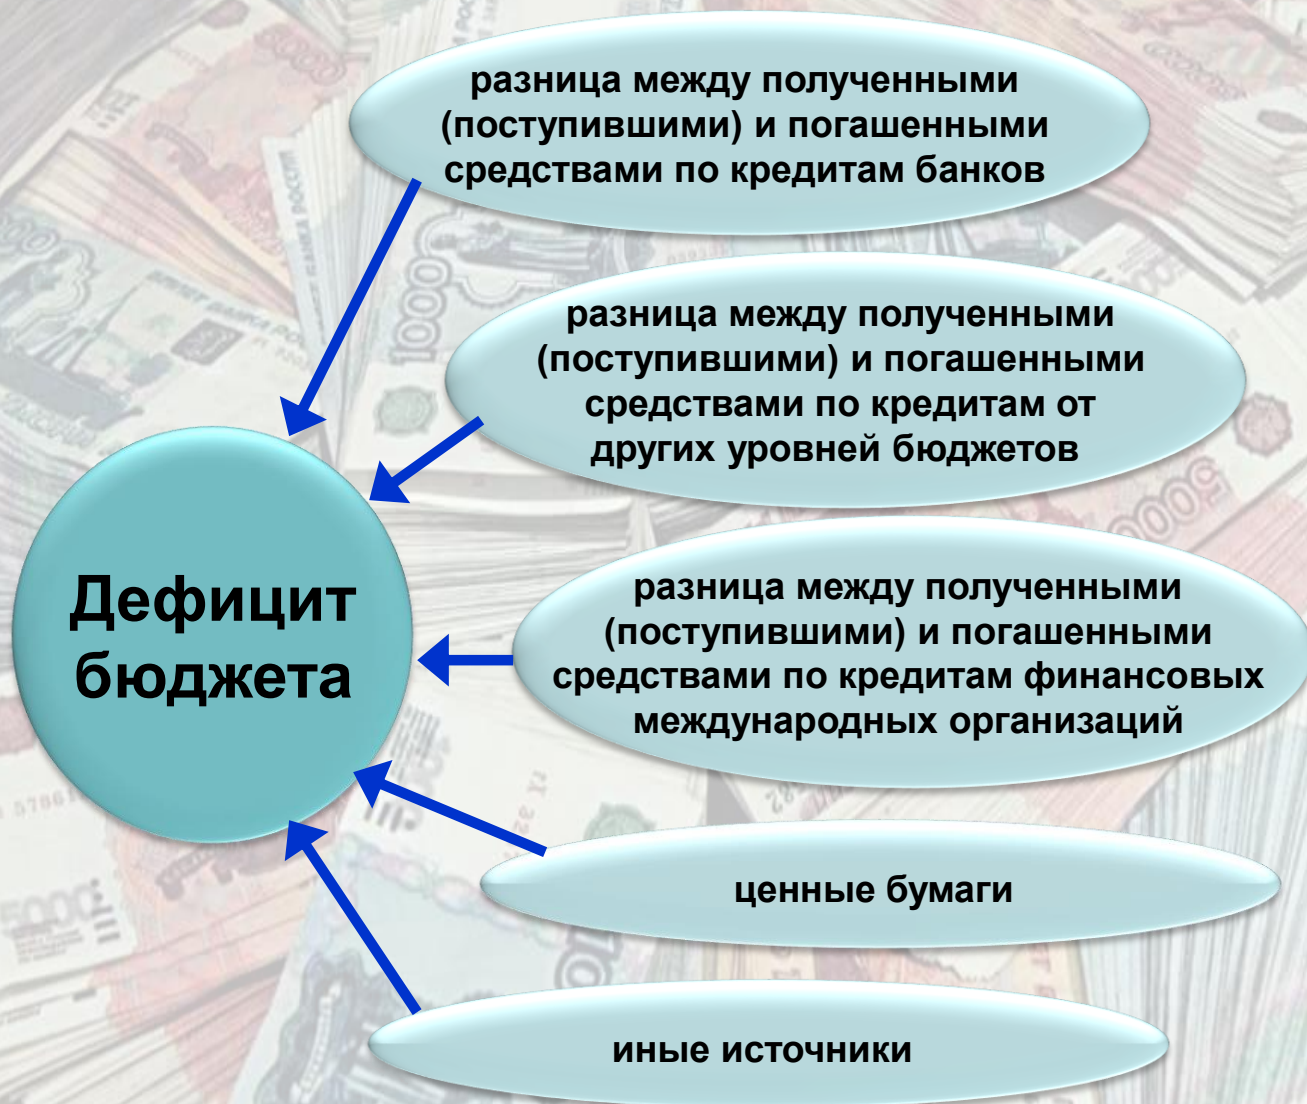 разница между полученными
(поступившими) и погашенными
средствами по кредитам банков
разница между полученными
(поступившими) и погашенными
средствами по кредитам от
других уровней бюджетов
Дефицит
бюджета
разница между полученными
(поступившими) и погашенными
средствами по кредитам финансовых
международных организаций
ценные бумаги
иные источники